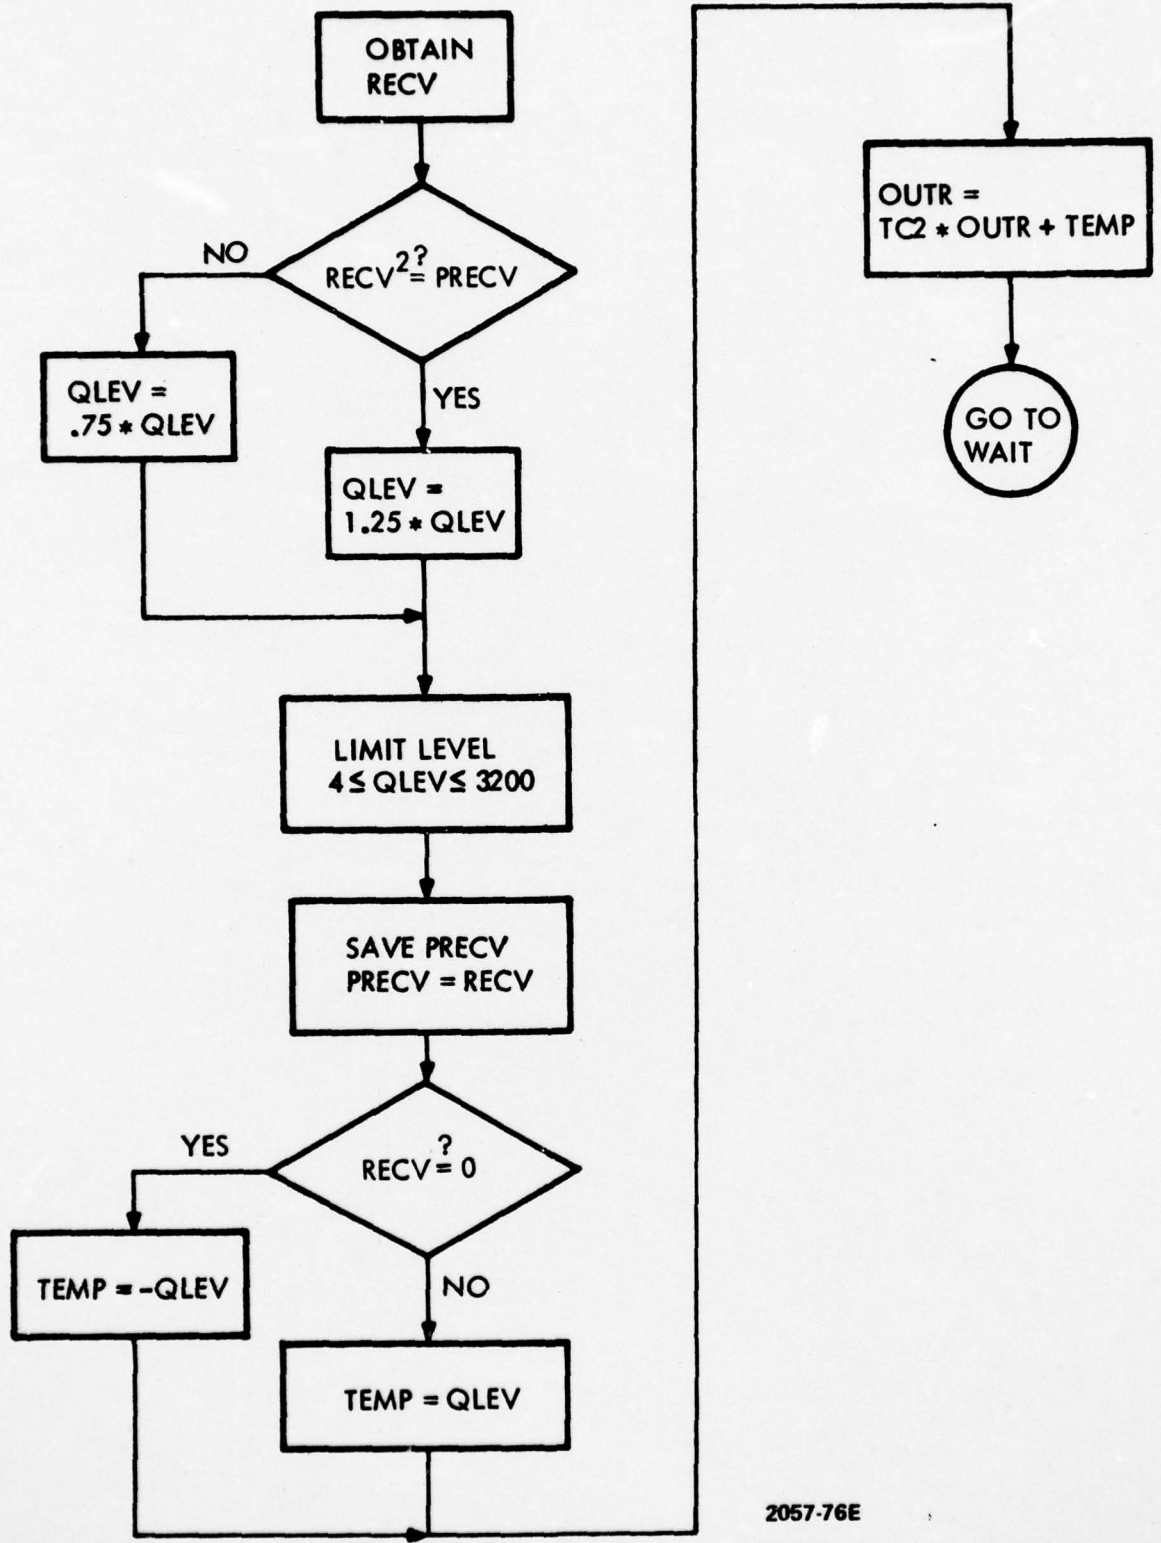 OBTAIN
RECV
RECV² ?= PRECV
NO
YES
QLEV =
.75 * QLEV
QLEV =
1.25 * QLEV
LIMIT LEVEL
4 ≤ QLEV ≤ 3200
SAVE PRECV
PRECV = RECV
RECV ?= 0
YES
NO
TEMP = -QLEV
TEMP = QLEV
OUTR =
TC2 * OUTR + TEMP
GO TO
WAIT
2057-76E